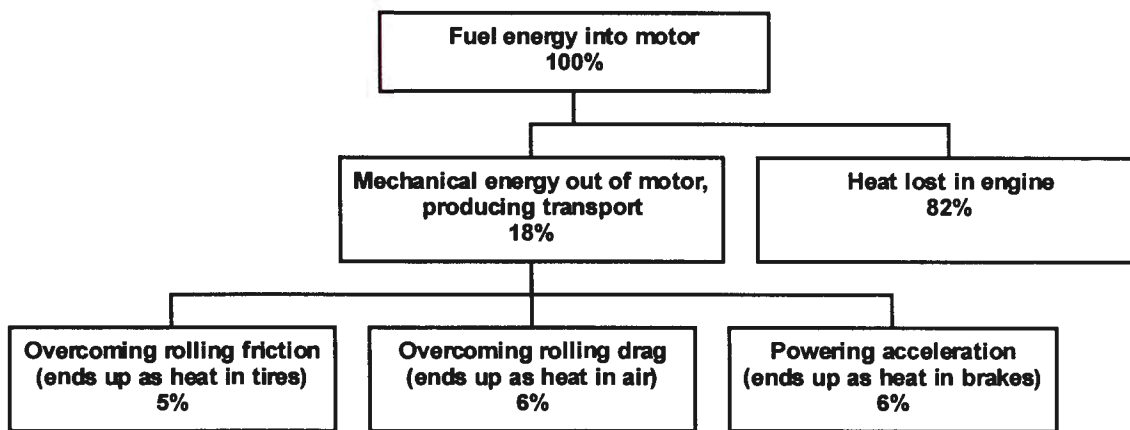 Fuel energy into motor
100%
Mechanical energy out of motor,
producing transport
18%
Heat lost in engine
82%
Overcoming rolling friction
(ends up as heat in tires)
5%
Overcoming rolling drag
(ends up as heat in air)
6%
Powering acceleration
(ends up as heat in brakes)
6%